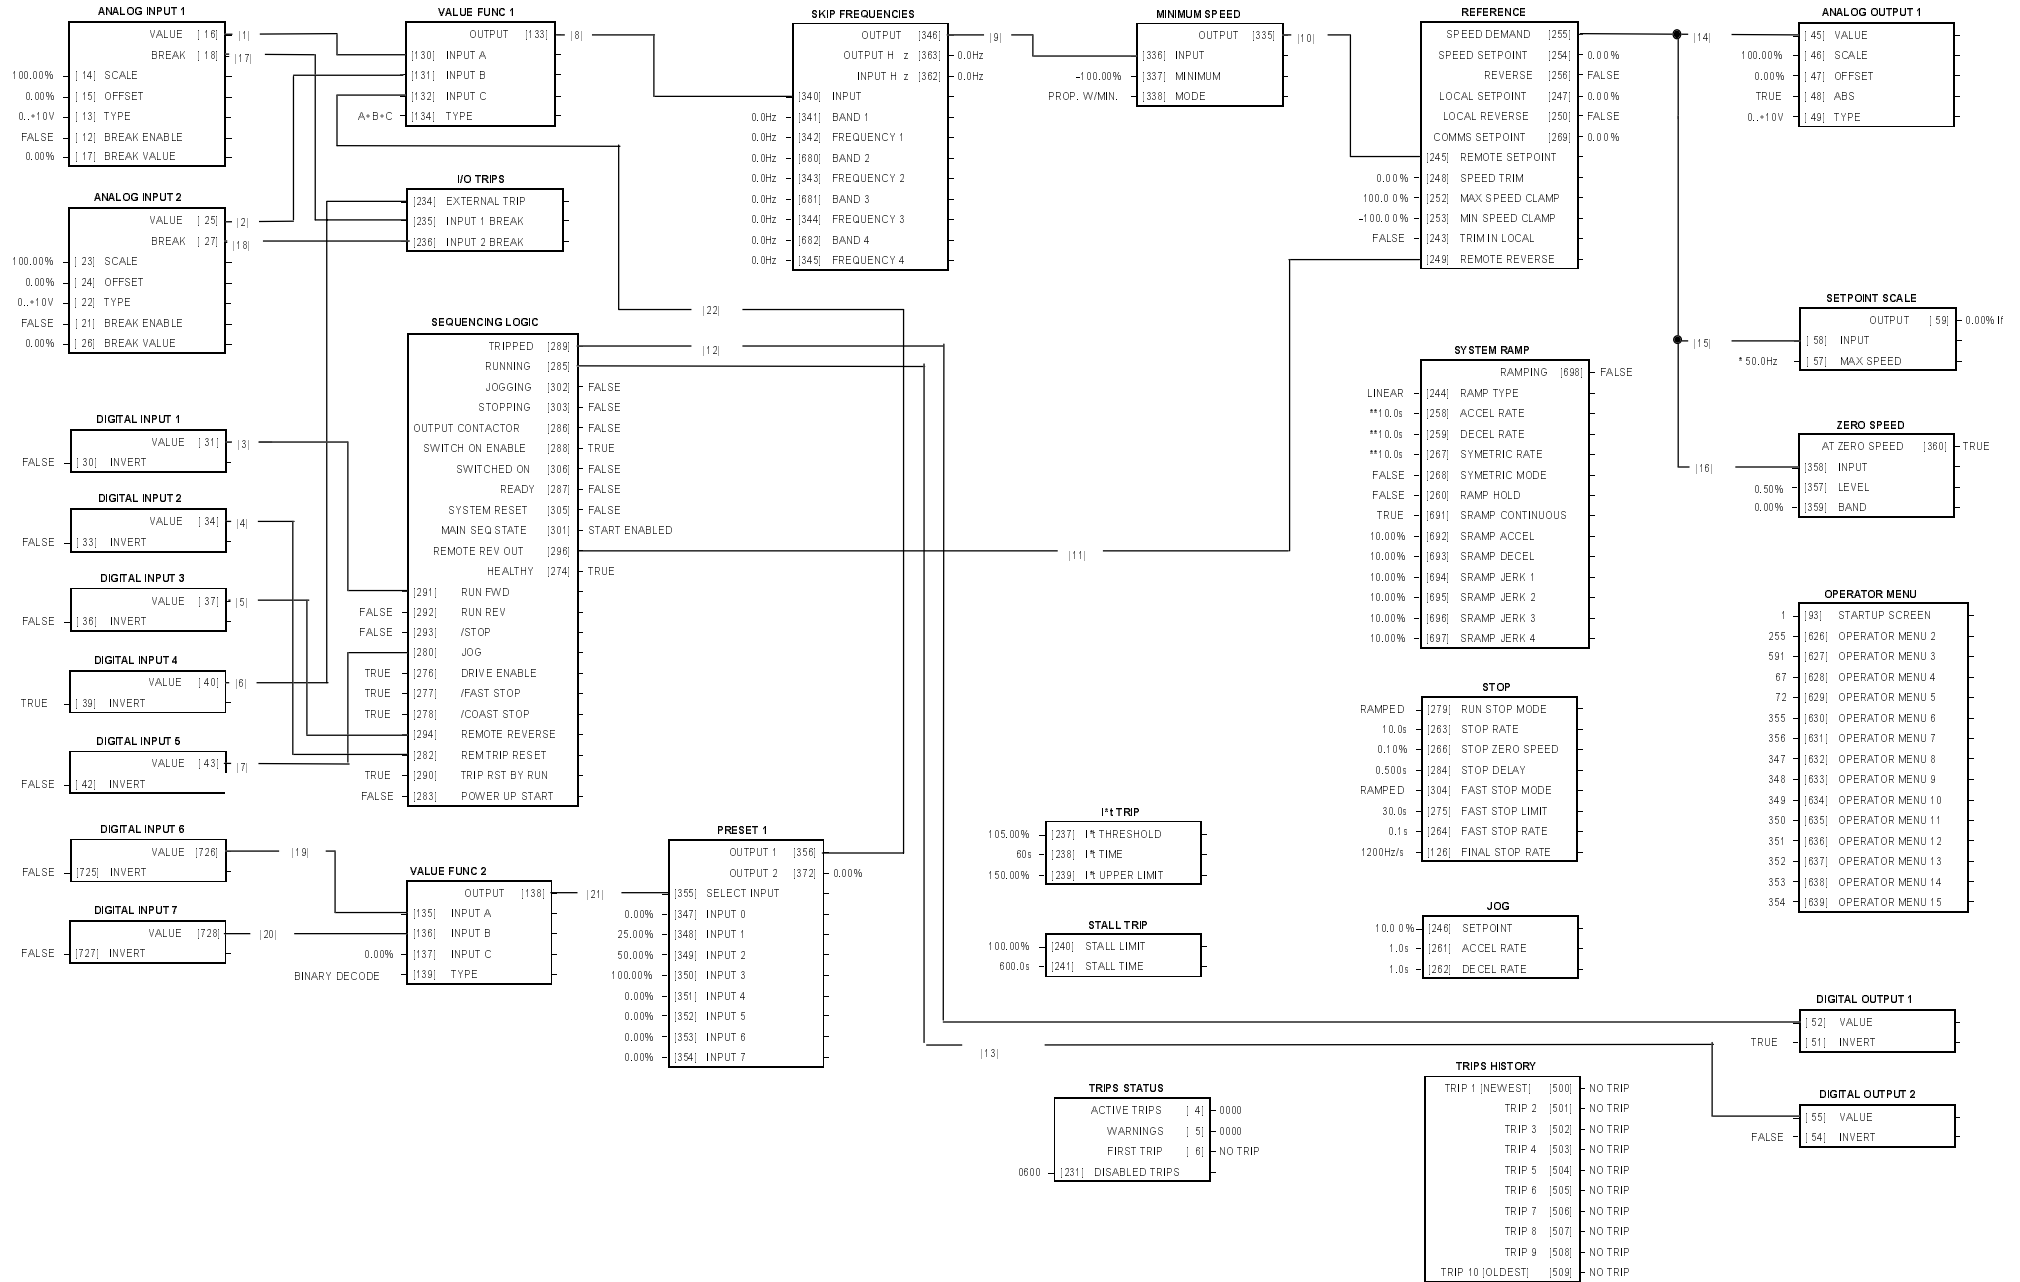 ANALOG INPUT 1
VALUE [ 16] |1|
BREAK [ 18] |17|
100.00% [ 14] SCALE
0.00% [ 15] OFFSET
0..+10V [ 13] TYPE
FALSE [ 12] BREAK ENABLE
0.00% [ 17] BREAK VALUE
ANALOG INPUT 2
VALUE [ 25] |2|
BREAK [ 27] |18|
100.00% [ 23] SCALE
0.00% [ 24] OFFSET
0..+10V [ 22] TYPE
FALSE [ 21] BREAK ENABLE
0.00% [ 26] BREAK VALUE
DIGITAL INPUT 1
VALUE [ 31] |3|
FALSE [ 30] INVERT
DIGITAL INPUT 2
VALUE [ 34] |4|
FALSE [ 33] INVERT
DIGITAL INPUT 3
VALUE [ 37] |5|
FALSE [ 36] INVERT
DIGITAL INPUT 4
VALUE [ 40] |6|
TRUE [ 39] INVERT
DIGITAL INPUT 5
VALUE [ 43] |7|
FALSE [ 42] INVERT
DIGITAL INPUT 6
VALUE [726] |19|
FALSE [725] INVERT
DIGITAL INPUT 7
VALUE [728] |20|
FALSE [727] INVERT
VALUE FUNC 1
OUTPUT [133] |8|
[130] INPUT A
[131] INPUT B
[132] INPUT C
A+B+C [134] TYPE
I/O TRIPS
[234] EXTERNAL TRIP
[235] INPUT 1 BREAK
[236] INPUT 2 BREAK
|22|
SEQUENCING LOGIC
TRIPPED [289] |12|
RUNNING [285]
JOGGING [302] FALSE
STOPPING [303] FALSE
OUTPUT CONTACTOR [286] FALSE
SWITCH ON ENABLE [288] TRUE
SWITCHED ON [306] FALSE
READY [287] FALSE
SYSTEM RESET [305] FALSE
MAIN SEQ STATE [301] START ENABLED
REMOTE REV OUT [296] |11|
HEALTHY [274] TRUE
[291] RUN FWD
FALSE [292] RUN REV
FALSE [293] /STOP
[280] JOG
TRUE [276] DRIVE ENABLE
TRUE [277] /FAST STOP
TRUE [278] /COAST STOP
[294] REMOTE REVERSE
[282] REM TRIP RESET
TRUE [290] TRIP RST BY RUN
FALSE [283] POWER UP START
VALUE FUNC 2
OUTPUT [138] |21|
[135] INPUT A
[136] INPUT B
0.00% [137] INPUT C
BINARY DECODE [139] TYPE
PRESET 1
OUTPUT 1 [356]
OUTPUT 2 [372] 0.00%
[355] SELECT INPUT
0.00% [347] INPUT 0
25.00% [348] INPUT 1
50.00% [349] INPUT 2
100.00% [350] INPUT 3
0.00% [351] INPUT 4
0.00% [352] INPUT 5
0.00% [353] INPUT 6
0.00% [354] INPUT 7
SKIP FREQUENCIES
OUTPUT [346] |9|
OUTPUT H z [363] 0.0Hz
INPUT H z [362] 0.0Hz
[340] INPUT
0.0Hz [341] BAND 1
0.0Hz [342] FREQUENCY 1
0.0Hz [680] BAND 2
0.0Hz [343] FREQUENCY 2
0.0Hz [681] BAND 3
0.0Hz [344] FREQUENCY 3
0.0Hz [682] BAND 4
0.0Hz [345] FREQUENCY 4
MINIMUM SPEED
OUTPUT [335] |10|
[336] INPUT
-100.00% [337] MINIMUM
PROP. W/MIN. [338] MODE
I*t TRIP
105.00% [237] I*t THRESHOLD
60s [238] I*t TIME
150.00% [239] I*t UPPER LIMIT
STALL TRIP
100.00% [240] STALL LIMIT
600.0s [241] STALL TIME
|13|
TRIPS STATUS
ACTIVE TRIPS [ 4] 0000
WARNINGS [ 5] 0000
FIRST TRIP [ 6] NO TRIP
0600 [231] DISABLED TRIPS
REFERENCE
SPEED DEMAND [255]
SPEED SETPOINT [254] 0.00%
REVERSE [256] FALSE
LOCAL SETPOINT [247] 0.00%
LOCAL REVERSE [250] FALSE
COMMS SETPOINT [269] 0.00%
[245] REMOTE SETPOINT
0.00% [248] SPEED TRIM
100.0 0% [252] MAX SPEED CLAMP
-100.0 0% [253] MIN SPEED CLAMP
FALSE [243] TRIM IN LOCAL
[249] REMOTE REVERSE
SYSTEM RAMP
RAMPING [698] FALSE
LINEAR [244] RAMP TYPE
**10.0s [258] ACCEL RATE
**10.0s [259] DECEL RATE
**10.0s [267] SYMETRIC RATE
FALSE [268] SYMETRIC MODE
FALSE [260] RAMP HOLD
TRUE [691] SRAMP CONTINUOUS
10.00% [692] SRAMP ACCEL
10.00% [693] SRAMP DECEL
10.00% [694] SRAMP JERK 1
10.00% [695] SRAMP JERK 2
10.00% [696] SRAMP JERK 3
10.00% [697] SRAMP JERK 4
STOP
RAMPED [279] RUN STOP MODE
10.0s [263] STOP RATE
0.10% [266] STOP ZERO SPEED
0.500s [284] STOP DELAY
RAMPED [304] FAST STOP MODE
30.0s [275] FAST STOP LIMIT
0.1s [264] FAST STOP RATE
1200Hz/s [126] FINAL STOP RATE
JOG
10.0 0% [246] SETPOINT
1.0s [261] ACCEL RATE
1.0s [262] DECEL RATE
TRIPS HISTORY
TRIP 1 [NEWEST] [500] NO TRIP
TRIP 2 [501] NO TRIP
TRIP 3 [502] NO TRIP
TRIP 4 [503] NO TRIP
TRIP 5 [504] NO TRIP
TRIP 6 [505] NO TRIP
TRIP 7 [506] NO TRIP
TRIP 8 [507] NO TRIP
TRIP 9 [508] NO TRIP
TRIP 10 [OLDEST] [509] NO TRIP
ANALOG OUTPUT 1
|14| [ 45] VALUE
100.00% [ 46] SCALE
0.00% [ 47] OFFSET
TRUE [ 48] ABS
0..+10V [ 49] TYPE
SETPOINT SCALE
OUTPUT [ 59] 0.00% lf
|15| [ 58] INPUT
* 50.0Hz [ 57] MAX SPEED
ZERO SPEED
AT ZERO SPEED [360] TRUE
|16| [358] INPUT
0.50% [357] LEVEL
0.00% [359] BAND
OPERATOR MENU
1 [93] STARTUP SCREEN
255 [626] OPERATOR MENU 2
591 [627] OPERATOR MENU 3
67 [628] OPERATOR MENU 4
72 [629] OPERATOR MENU 5
355 [630] OPERATOR MENU 6
356 [631] OPERATOR MENU 7
347 [632] OPERATOR MENU 8
348 [633] OPERATOR MENU 9
349 [634] OPERATOR MENU 10
350 [635] OPERATOR MENU 11
351 [636] OPERATOR MENU 12
352 [637] OPERATOR MENU 13
353 [638] OPERATOR MENU 14
354 [639] OPERATOR MENU 15
DIGITAL OUTPUT 1
[ 52] VALUE
TRUE [ 51] INVERT
DIGITAL OUTPUT 2
[ 55] VALUE
FALSE [ 54] INVERT